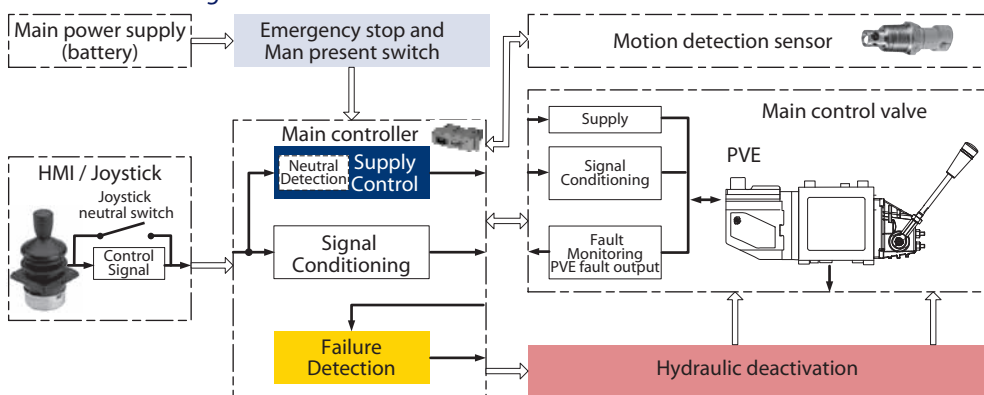 Main power supply
(battery)
Emergency stop and
Man present switch
Motion detection sensor
Main controller
Neutral
Detection
Supply
Control
Signal
Conditioning
Failure
Detection
HMI / Joystick
Joystick
neutral switch
Control
Signal
Main control valve
Supply
Signal
Conditioning
Fault
Monitoring
PVE fault output
PVE
Hydraulic deactivation